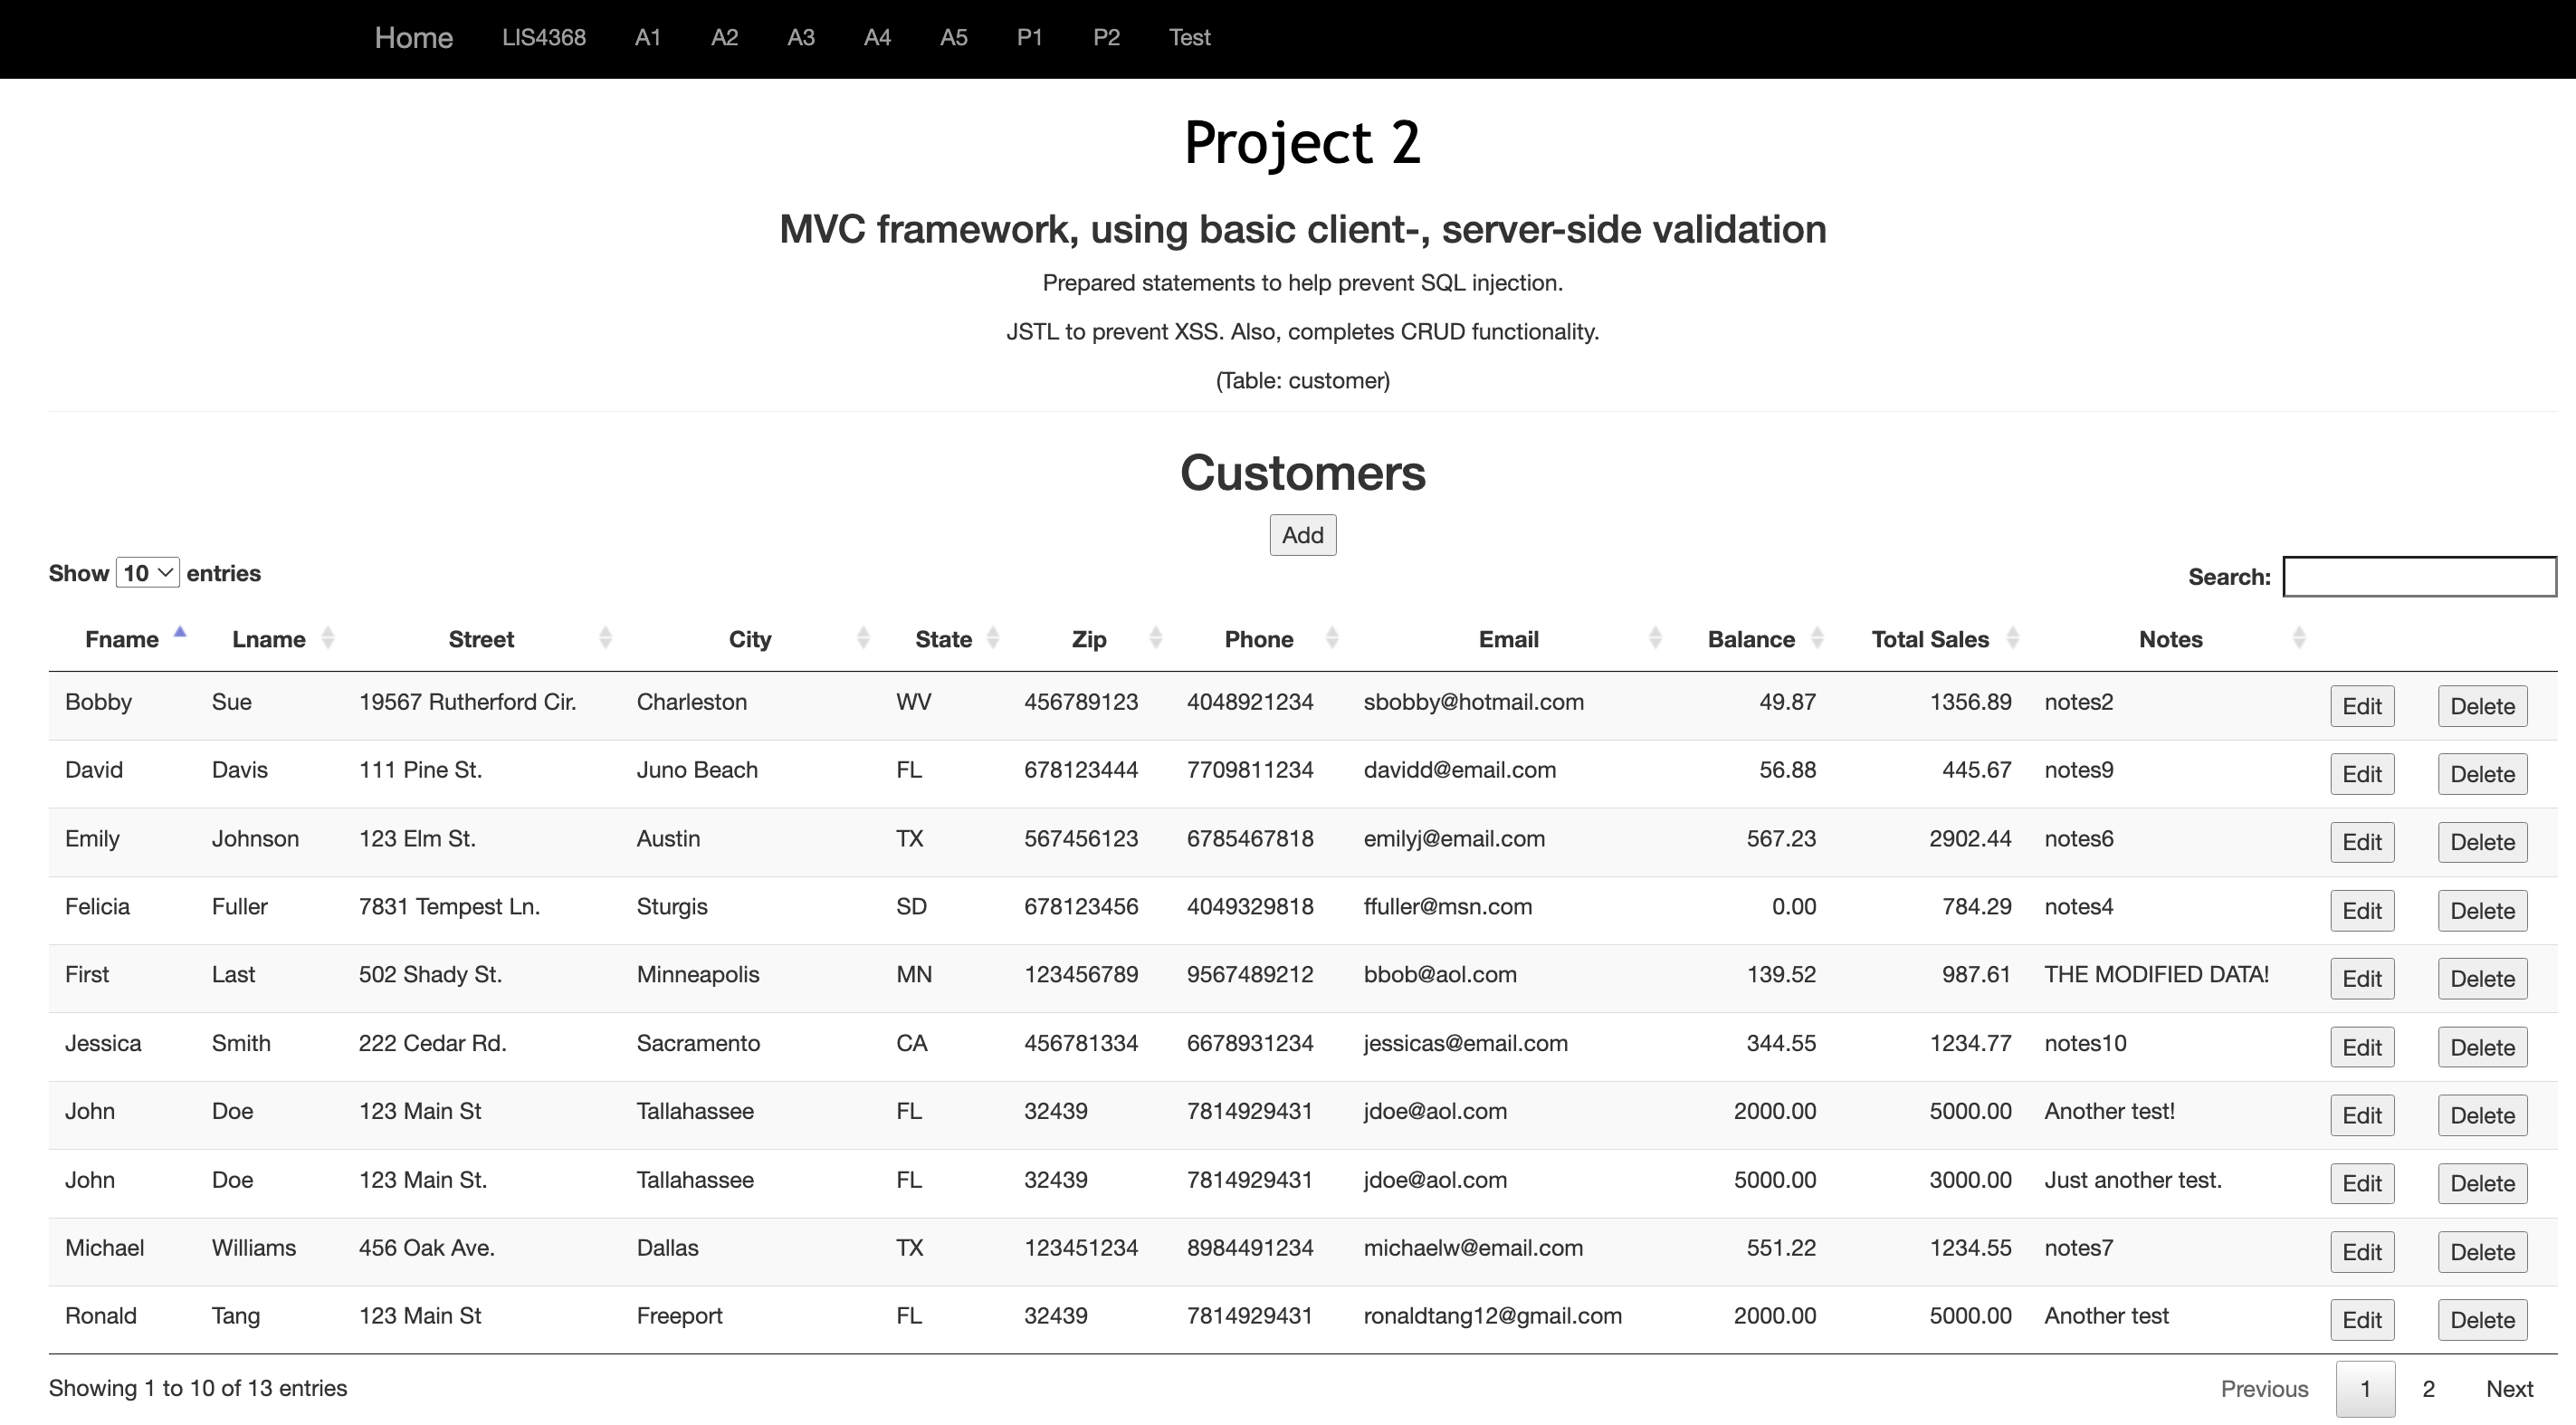 Home LIS4368 A1 A2 A3 A4 A5 P1 P2 Test
Project 2
MVC framework, using basic client-, server-side validation
Prepared statements to help prevent SQL injection.
JSTL to prevent XSS. Also, completes CRUD functionality.
(Table: customer)
Customers
Add
Show 10 entries Search:
Fname Lname Street City State Zip Phone Email Balance Total Sales Notes
Bobby Sue 19567 Rutherford Cir. Charleston WV 456789123 4048921234 sbobby@hotmail.com 49.87 1356.89 notes2 Edit Delete
David Davis 111 Pine St. Juno Beach FL 678123444 7709811234 davidd@email.com 56.88 445.67 notes9 Edit Delete
Emily Johnson 123 Elm St. Austin TX 567456123 6785467818 emilyj@email.com 567.23 2902.44 notes6 Edit Delete
Felicia Fuller 7831 Tempest Ln. Sturgis SD 678123456 4049329818 ffuller@msn.com 0.00 784.29 notes4 Edit Delete
First Last 502 Shady St. Minneapolis MN 123456789 9567489212 bbob@aol.com 139.52 987.61 THE MODIFIED DATA! Edit Delete
Jessica Smith 222 Cedar Rd. Sacramento CA 456781334 6678931234 jessicas@email.com 344.55 1234.77 notes10 Edit Delete
John Doe 123 Main St Tallahassee FL 32439 7814929431 jdoe@aol.com 2000.00 5000.00 Another test! Edit Delete
John Doe 123 Main St. Tallahassee FL 32439 7814929431 jdoe@aol.com 5000.00 3000.00 Just another test. Edit Delete
Michael Williams 456 Oak Ave. Dallas TX 123451234 8984491234 michaelw@email.com 551.22 1234.55 notes7 Edit Delete
Ronald Tang 123 Main St Freeport FL 32439 7814929431 ronaldtang12@gmail.com 2000.00 5000.00 Another test Edit Delete
Showing 1 to 10 of 13 entries Previous 1 2 Next